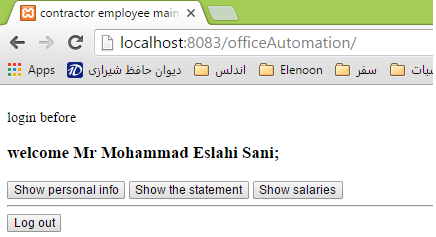 contractor employee main
localhost:8083/officeAutomation/
Apps دیوان حافظ شیرازی اندلس Elenoon سفر
login before
welcome Mr Mohammad Eslahi Sani;
Show personal info Show the statement Show salaries
Log out